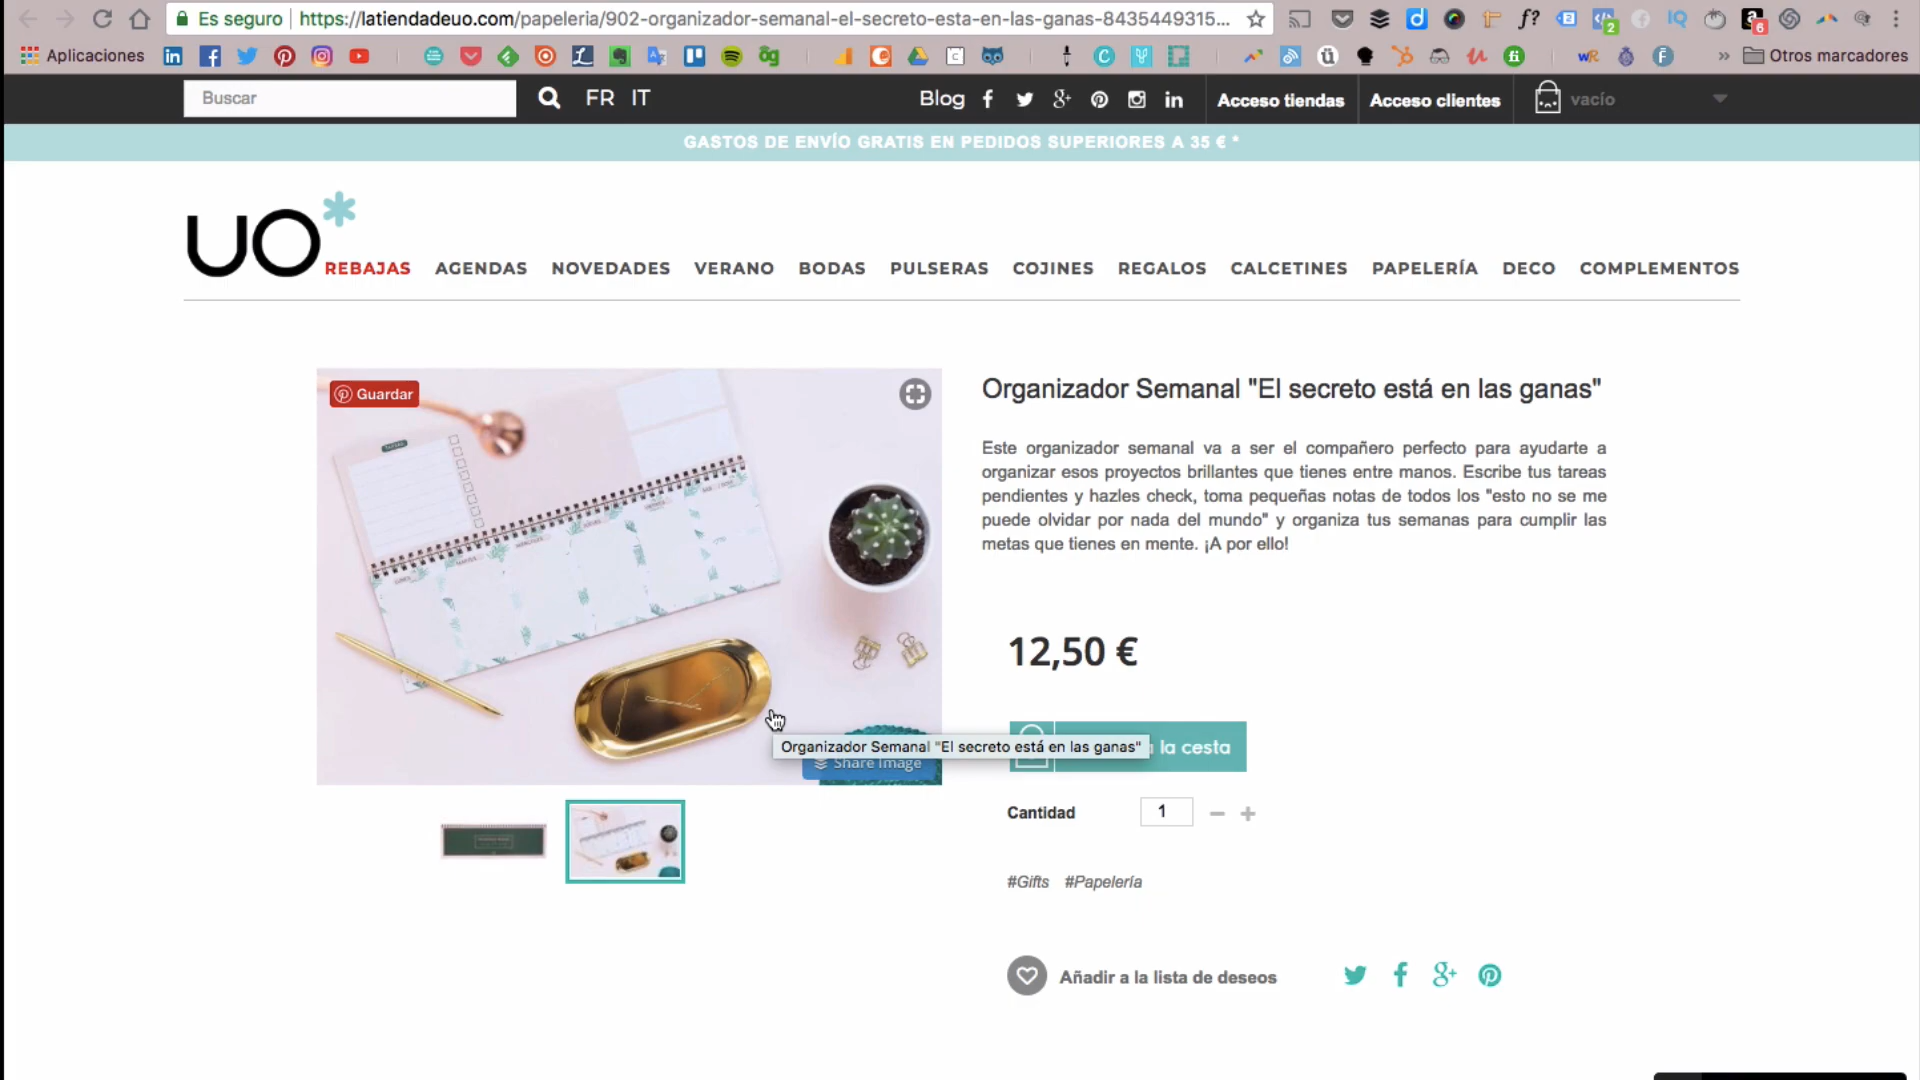 Es seguro https://latiendadeuo.com/papeleria/902-organizador-semanal-el-secreto-esta-en-las-ganas-8435449315...
Aplicaciones
Otros marcadores
Buscar
FR IT
Blog
Acceso tiendas
Acceso clientes
vacío
GASTOS DE ENVÍO GRATIS EN PEDIDOS SUPERIORES A 35 € *
UO*
REBAJAS AGENDAS NOVEDADES VERANO BODAS PULSERAS COJINES REGALOS CALCETINES PAPELERÍA DECO COMPLEMENTOS
Guardar
Organizador Semanal "El secreto está en las ganas"
Este organizador semanal va a ser el compañero perfecto para ayudarte a
organizar esos proyectos brillantes que tienes entre manos. Escribe tus tareas
pendientes y hazles check, toma pequeñas notas de todos los "esto no se me
puede olvidar por nada del mundo" y organiza tus semanas para cumplir las
metas que tienes en mente. ¡A por ello!
12,50 €
Organizador Semanal "El secreto está en las ganas"
la cesta
Share Image
Cantidad
1
#Gifts #Papelería
Añadir a la lista de deseos